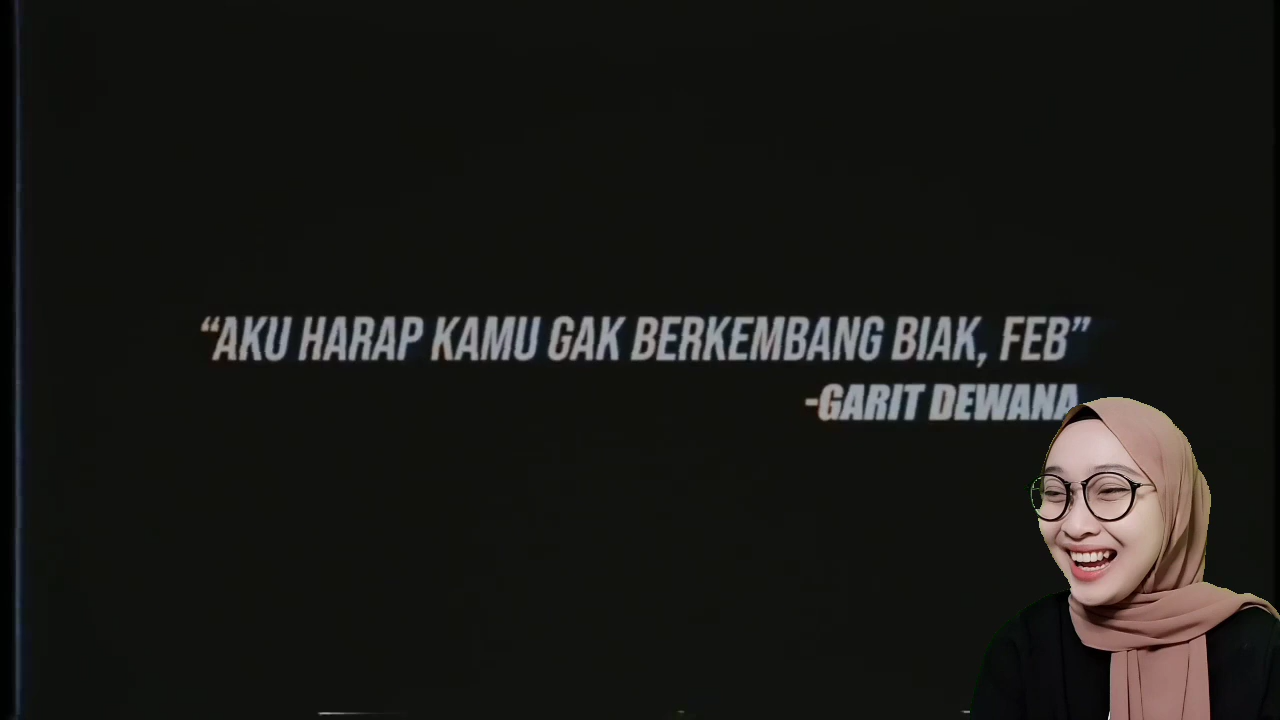 “AKU HARAP KAMU GAK BERKEMBANG BIAK, FEB”
-GARIT DEWANA